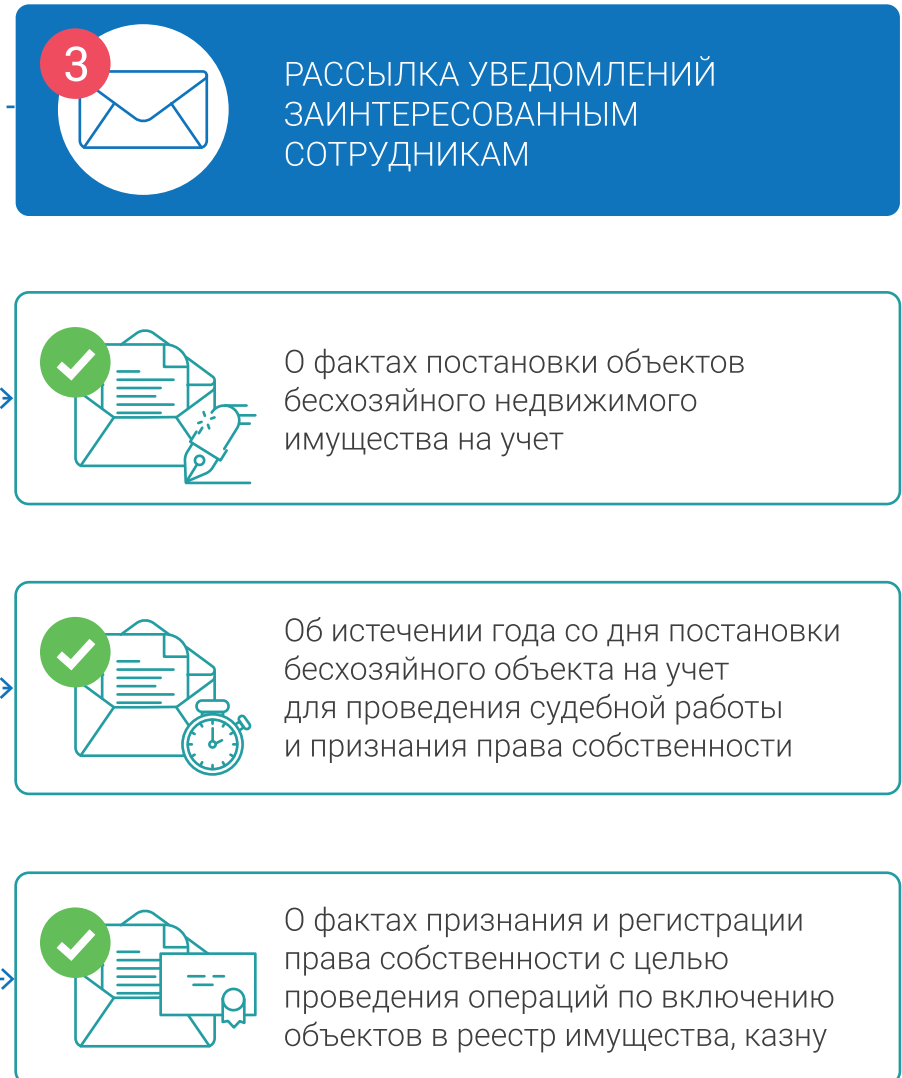 3
РАССЫЛКА УВЕДОМЛЕНИЙ
ЗАИНТЕРЕСОВАННЫМ
СОТРУДНИКАМ
О фактах постановки объектов
бесхозяйного недвижимого
имущества на учет
Об истечении года со дня постановки
бесхозяйного объекта на учет
для проведения судебной работы
и признания права собственности
О фактах признания и регистрации
права собственности с целью
проведения операций по включению
объектов в реестр имущества, казну